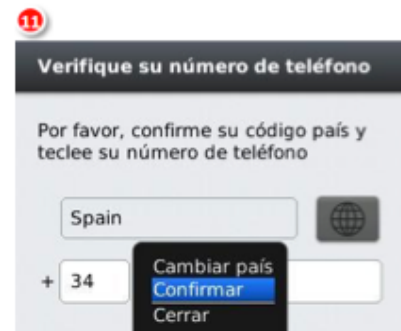 11
Verifique su número de teléfono
Por favor, confirme su código país y
teclee su número de teléfono
Spain
+ 34
Cambiar país
Confirmar
Cerrar